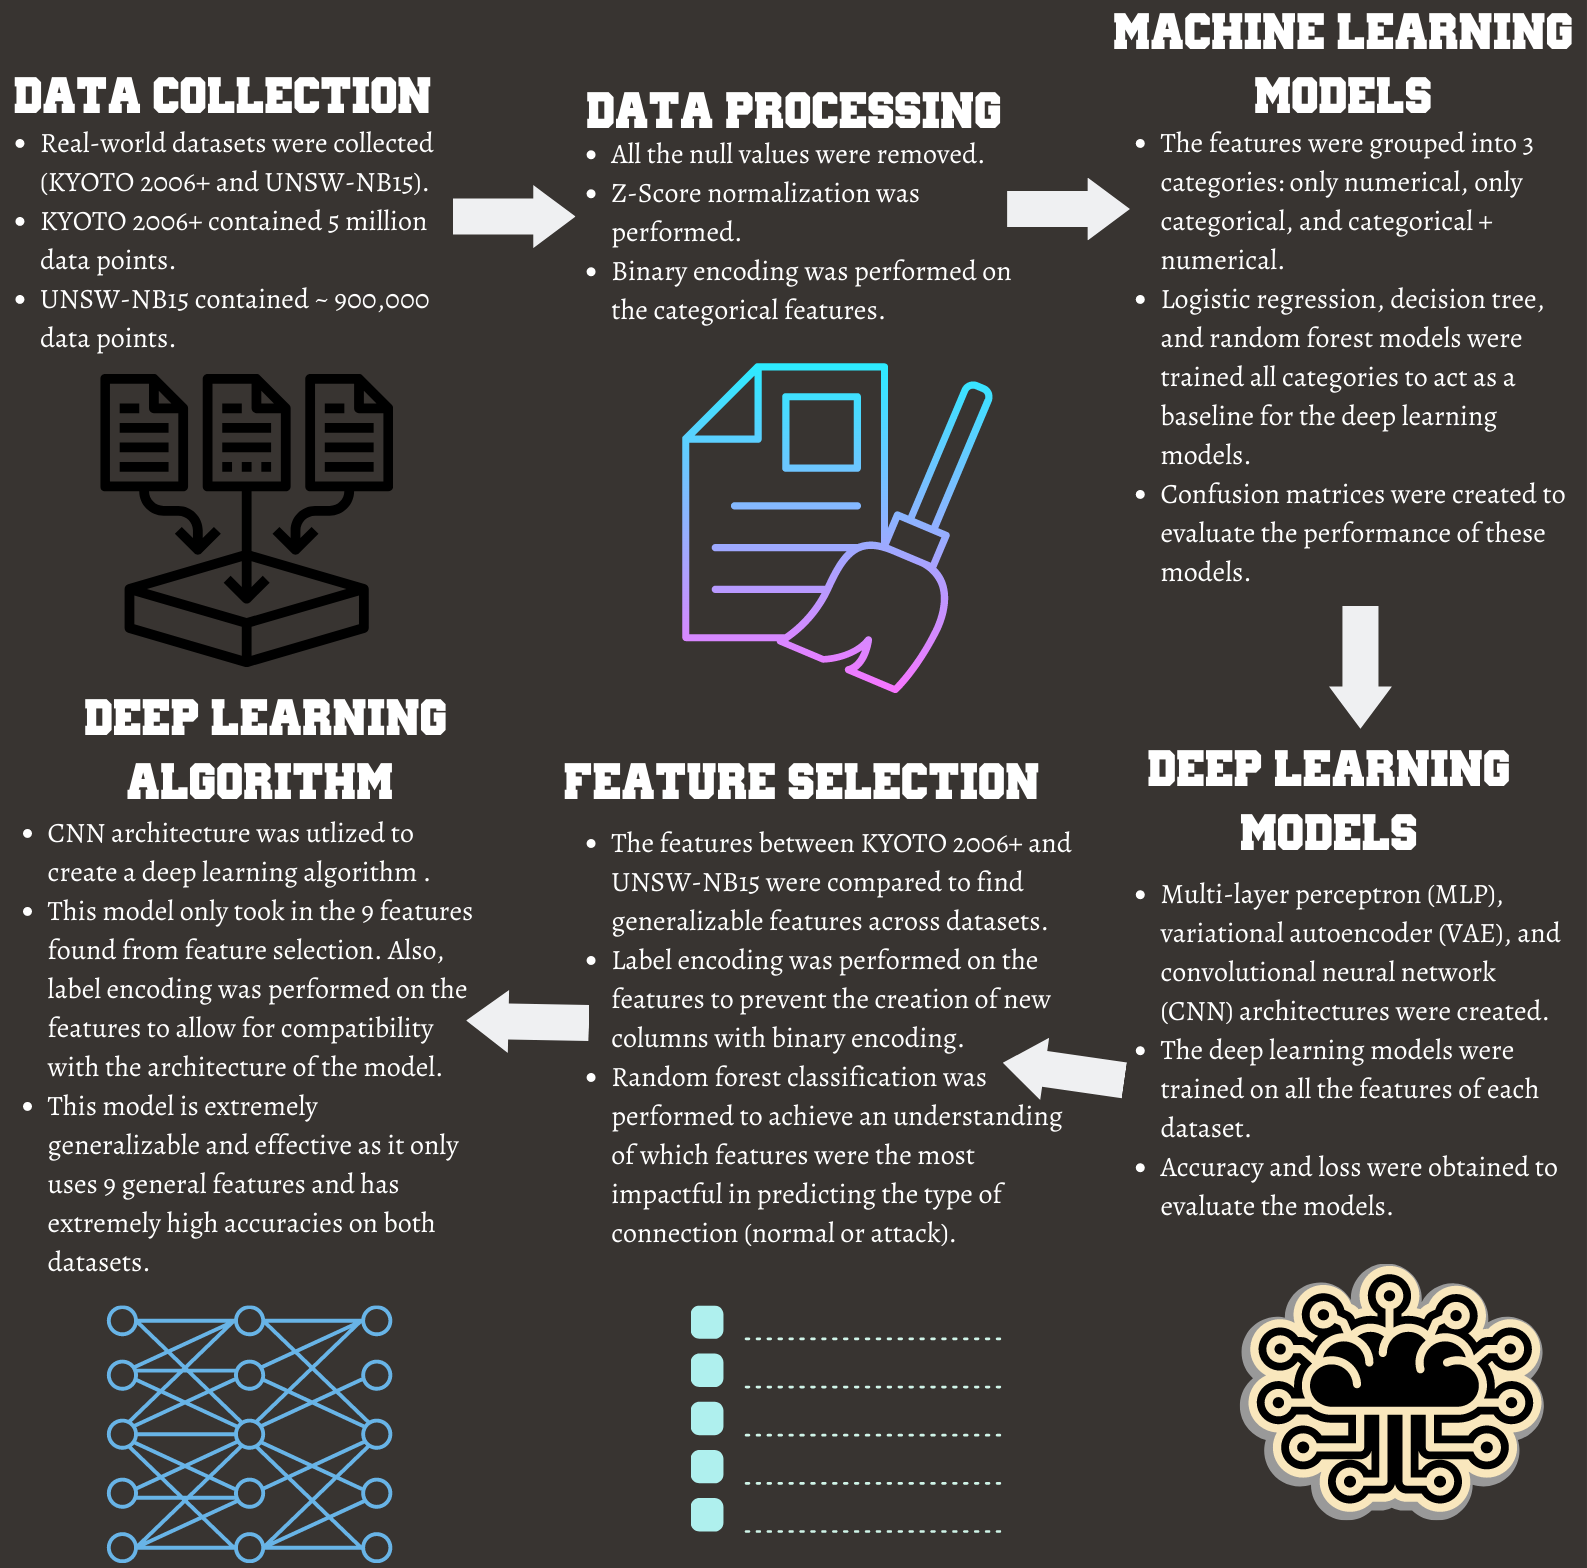 DATA COLLECTION
• Real-world datasets were collected
(KYOTO 2006+ and UNSW-NB15).
• KYOTO 2006+ contained 5 million
data points.
• UNSW-NB15 contained ~ 900,000
data points.
DATA PROCESSING
• All the null values were removed.
• Z-Score normalization was
performed.
• Binary encoding was performed on
the categorical features.
MACHINE LEARNING
MODELS
• The features were grouped into 3
categories: only numerical, only
categorical, and categorical +
numerical.
• Logistic regression, decision tree,
and random forest models were
trained all categories to act as a
baseline for the deep learning
models.
• Confusion matrices were created to
evaluate the performance of these
models.
DEEP LEARNING
MODELS
• Multi-layer perceptron (MLP),
variational autoencoder (VAE), and
convolutional neural network
(CNN) architectures were created.
• The deep learning models were
trained on all the features of each
dataset.
• Accuracy and loss were obtained to
evaluate the models.
FEATURE SELECTION
• The features between KYOTO 2006+ and
UNSW-NB15 were compared to find
generalizable features across datasets.
• Label encoding was performed on the
features to prevent the creation of new
columns with binary encoding.
• Random forest classification was
performed to achieve an understanding
of which features were the most
impactful in predicting the type of
connection (normal or attack).
DEEP LEARNING
ALGORITHM
• CNN architecture was utlized to
create a deep learning algorithm .
• This model only took in the 9 features
found from feature selection. Also,
label encoding was performed on the
features to allow for compatibility
with the architecture of the model.
• This model is extremely
generalizable and effective as it only
uses 9 general features and has
extremely high accuracies on both
datasets.